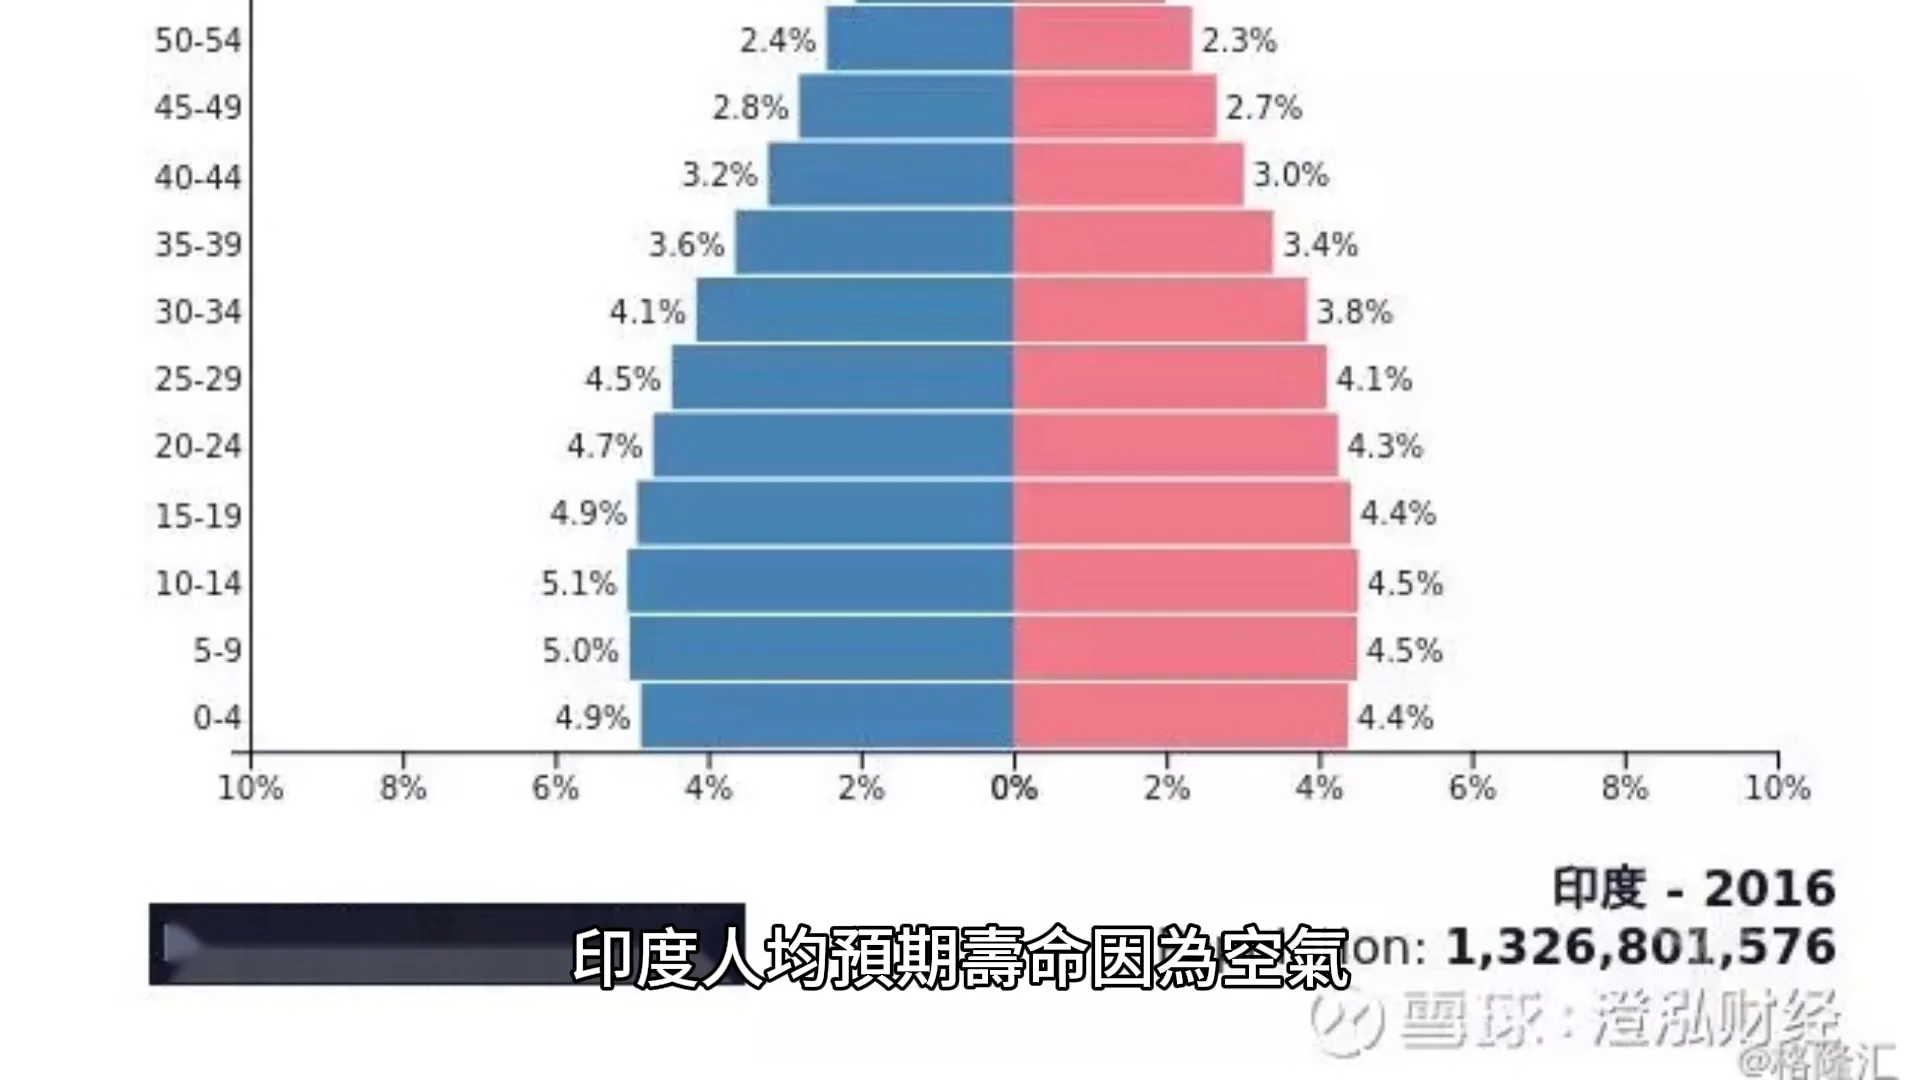 50-54 2.4% 2.3%
45-49 2.8% 2.7%
40-44 3.2% 3.0%
35-39 3.6% 3.4%
30-34 4.1% 3.8%
25-29 4.5% 4.1%
20-24 4.7% 4.3%
15-19 4.9% 4.4%
10-14 5.1% 4.5%
5-9 5.0% 4.5%
0-4 4.9% 4.4%
10% 8% 6% 4% 2% 0% 2% 4% 6% 8% 10%
印度 - 2016
1,326,801,576
印度人均預期壽命因為空氣
雪球:澄泓财经
@格隆汇